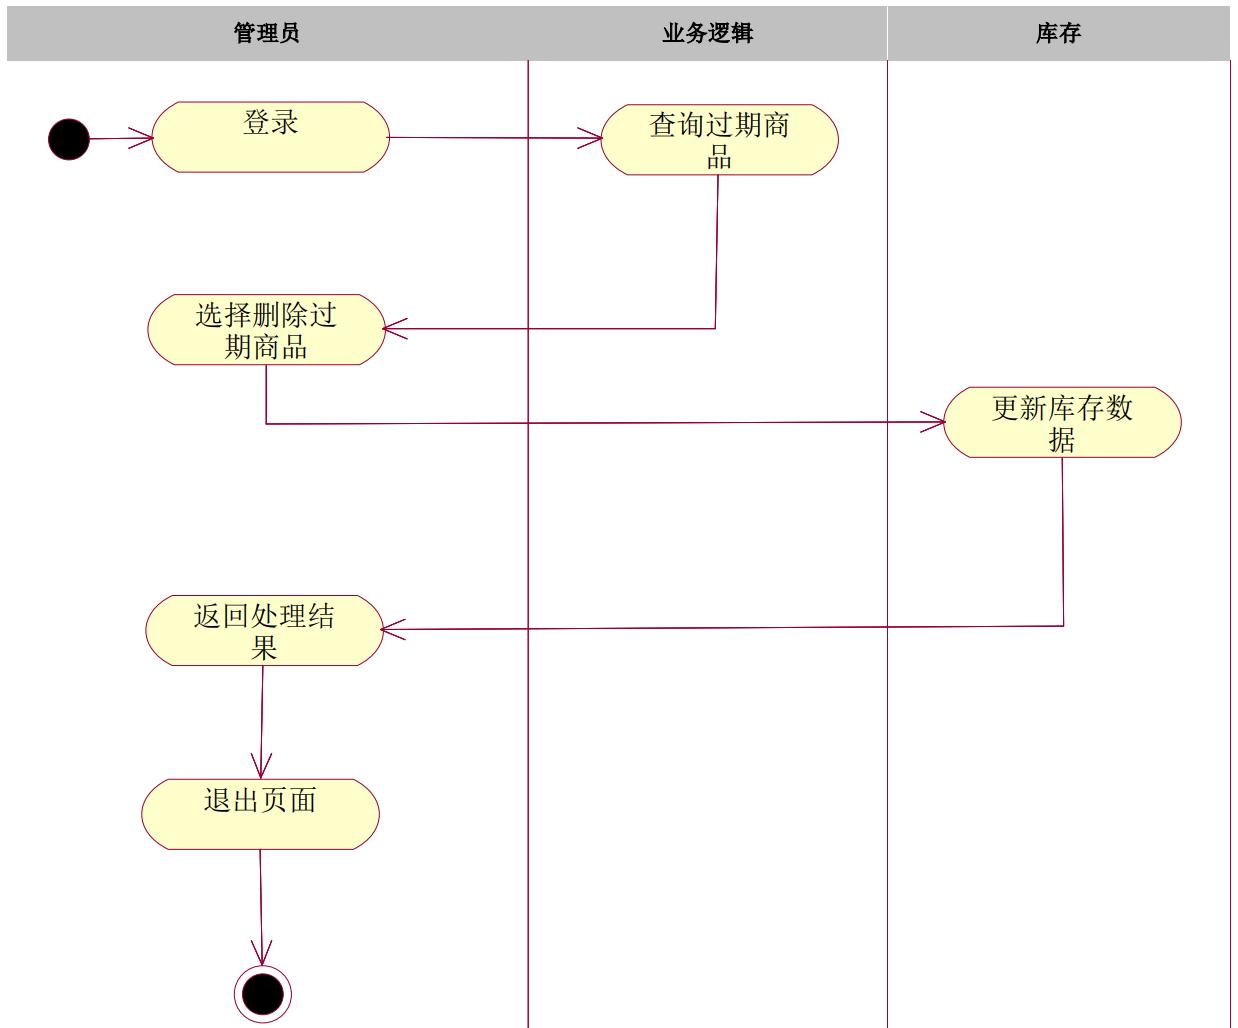 管理员
业务逻辑
库存
登录
查询过期商
品
选择删除过
期商品
更新库存数
据
返回处理结
果
退出页面